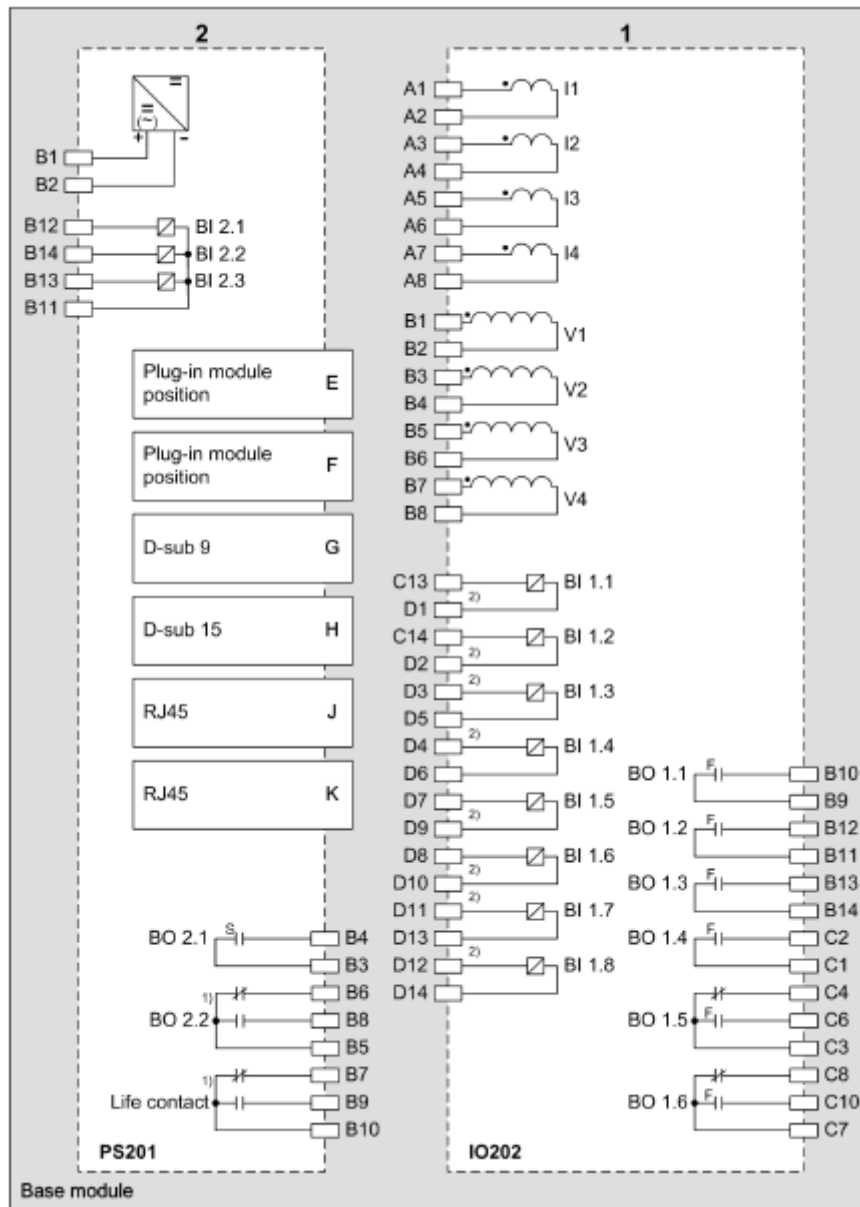 2
1
= = (~)
+ -
B1
B2
B12 BI 2.1
B14 BI 2.2
B13 BI 2.3
B11
Plug-in module position E
Plug-in module position F
D-sub 9 G
D-sub 15 H
RJ45 J
RJ45 K
BO 2.1 S B4
B3
1) B6
BO 2.2 B8
B5
1) B7
Life contact B9
B10
PS201
A1 I1
A2
A3 I2
A4
A5 I3
A6
A7 I4
A8
B1
B2 V1
B3
B4 V2
B5
B6 V3
B7
B8 V4
C13 BI 1.1
D1 2)
C14 BI 1.2
D2 2)
D3 2) BI 1.3
D5
D4 2) BI 1.4
D6
D7 BI 1.5
D9 2)
D8 BI 1.6
D10 2)
D11 2) BI 1.7
D13
D12 2) BI 1.8
D14
BO 1.1 F B10
B9
BO 1.2 F B12
B11
BO 1.3 F B13
B14
BO 1.4 F C2
C1
C4
BO 1.5 F C6
C3
C8
BO 1.6 F C10
C7
IO202
Base module